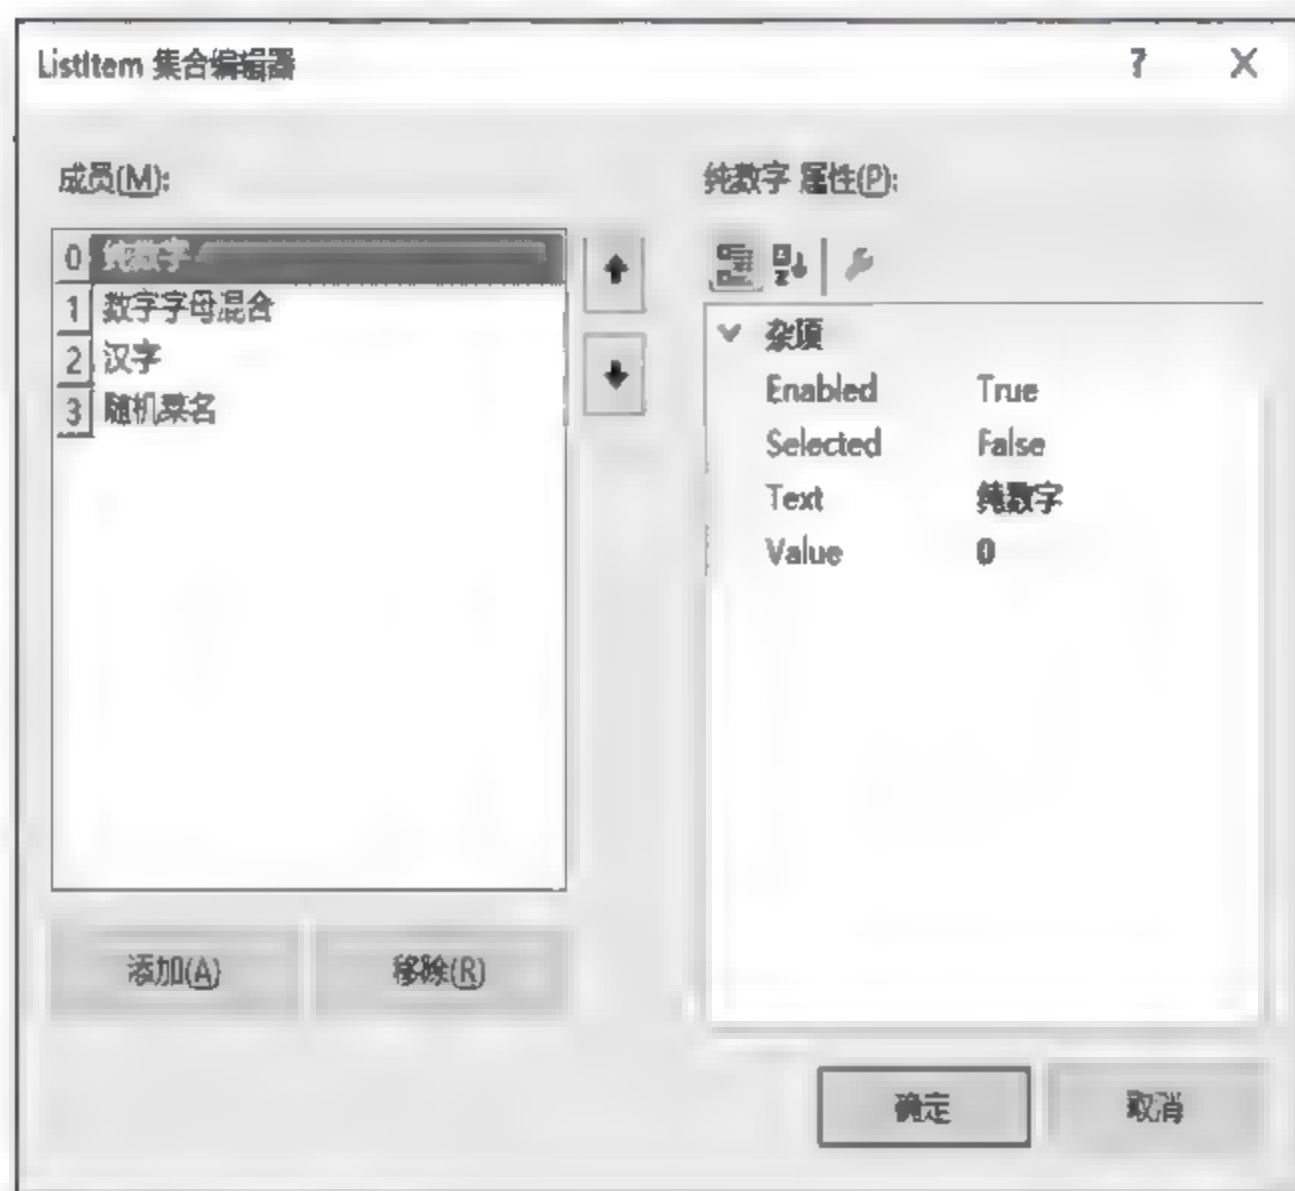 ListItem 集合编辑器
?
X
成员(M):
0 纯数字
1 数字字母混合
2 汉字
3 随机菜名
添加(A)
移除(R)
纯数字 属性(P):
杂项
Enabled True
Selected False
Text 纯数字
Value 0
确定
取消